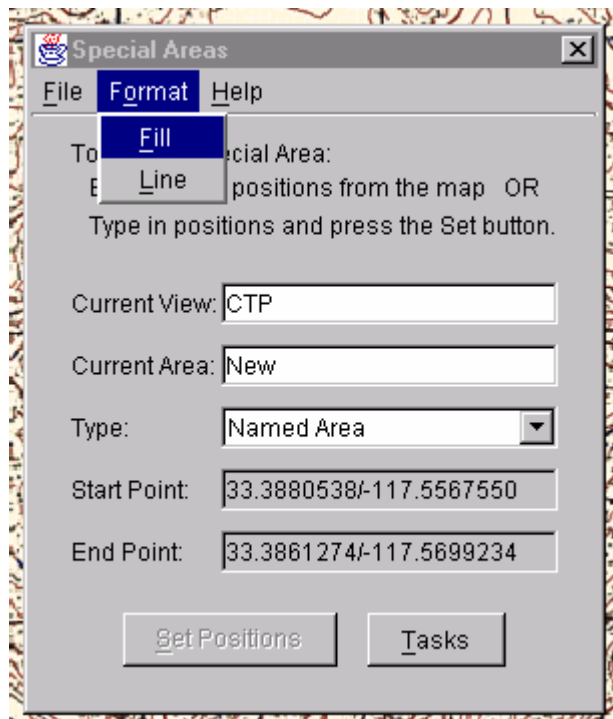 Special Areas
File Format Help
Fill
Line
To cial Area:
positions from the map OR
Type in positions and press the Set button.
Current View: CTP
Current Area: New
Type: Named Area
Start Point: 33.3880538/-117.5567550
End Point: 33.3861274/-117.5699234
Set Positions Tasks